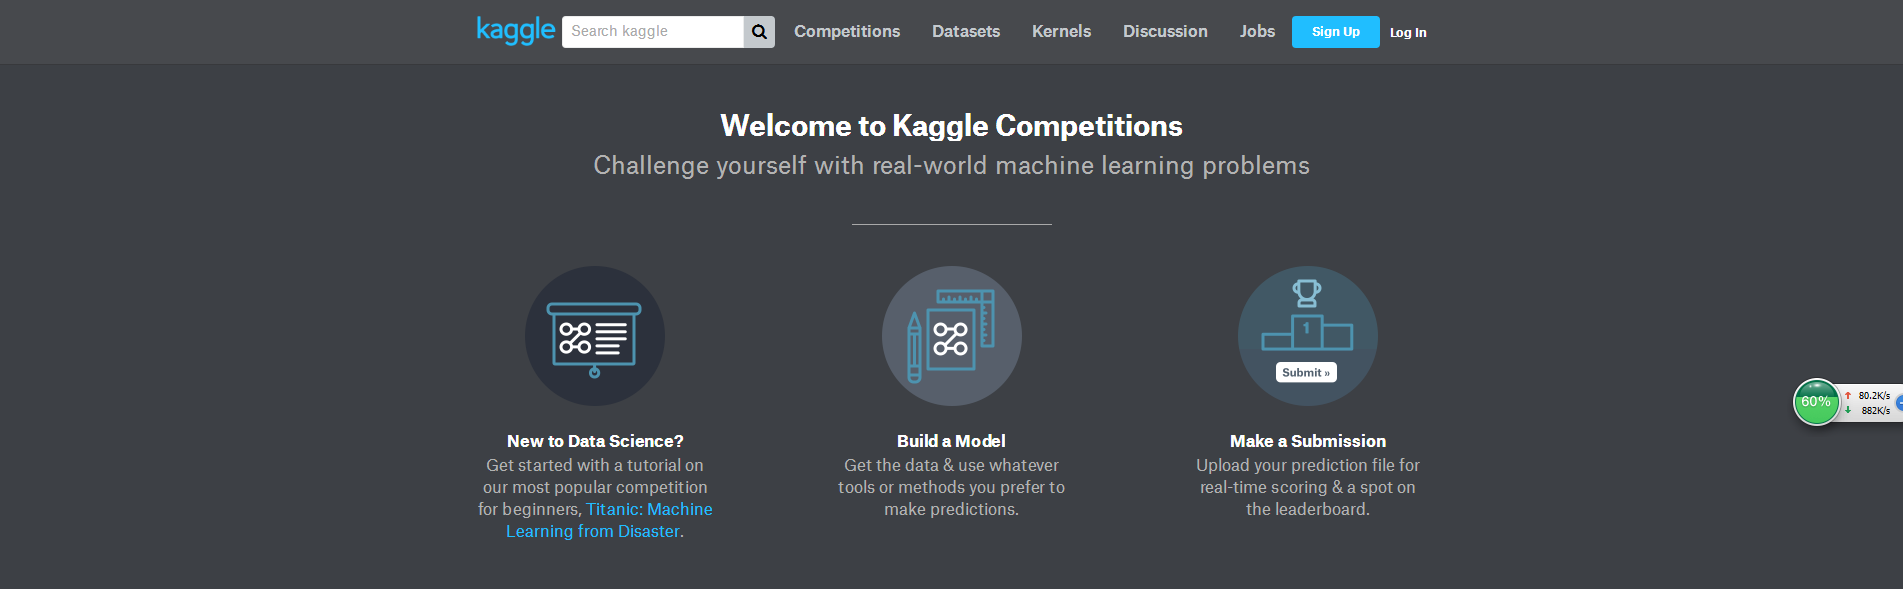 kaggle Search kaggle Competitions Datasets Kernels Discussion Jobs Sign Up Log In
Welcome to Kaggle Competitions
Challenge yourself with real-world machine learning problems
1
Submit »
New to Data Science?
Get started with a tutorial on
our most popular competition
for beginners, Titanic: Machine
Learning from Disaster.
Build a Model
Get the data & use whatever
tools or methods you prefer to
make predictions.
Make a Submission
Upload your prediction file for
real-time scoring & a spot on
the leaderboard.
60%
↑ 80.2K/s
↓ 882K/s